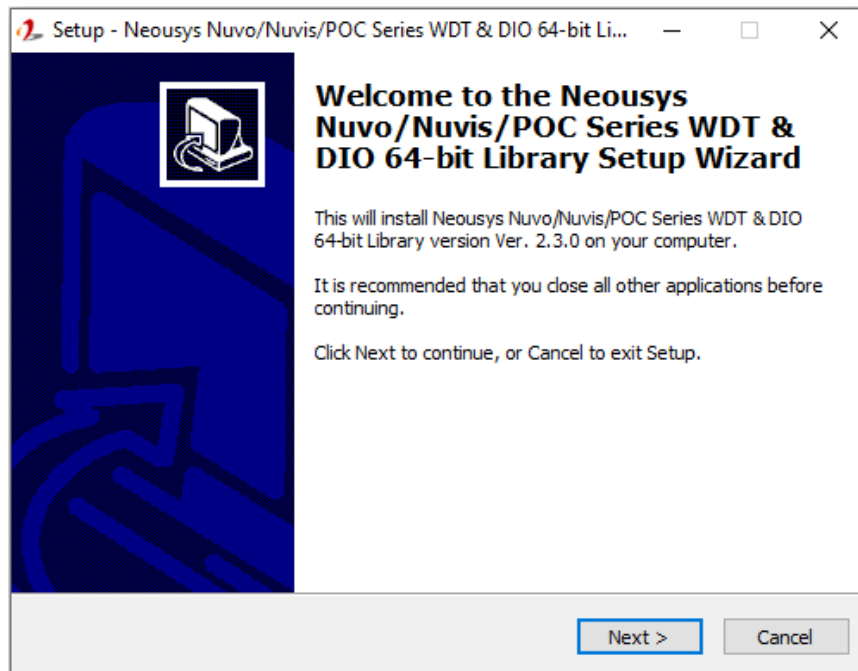 Setup - Neousys Nuvo/Nuvis/POC Series WDT & DIO 64-bit Li...
Welcome to the Neousys
Nuvo/Nuvis/POC Series WDT &
DIO 64-bit Library Setup Wizard
This will install Neousys Nuvo/Nuvis/POC Series WDT & DIO
64-bit Library version Ver. 2.3.0 on your computer.
It is recommended that you close all other applications before
continuing.
Click Next to continue, or Cancel to exit Setup.
Next >
Cancel